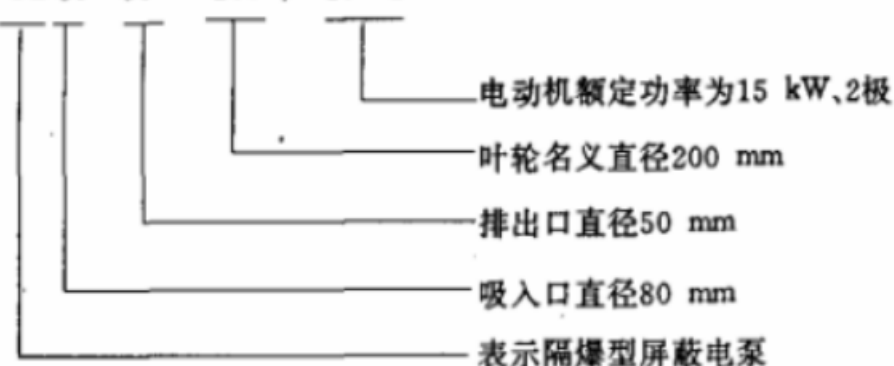 电动机额定功率为15 kW、2极
叶轮名义直径200 mm
排出口直径50 mm
吸入口直径80 mm
表示隔爆型屏蔽电泵